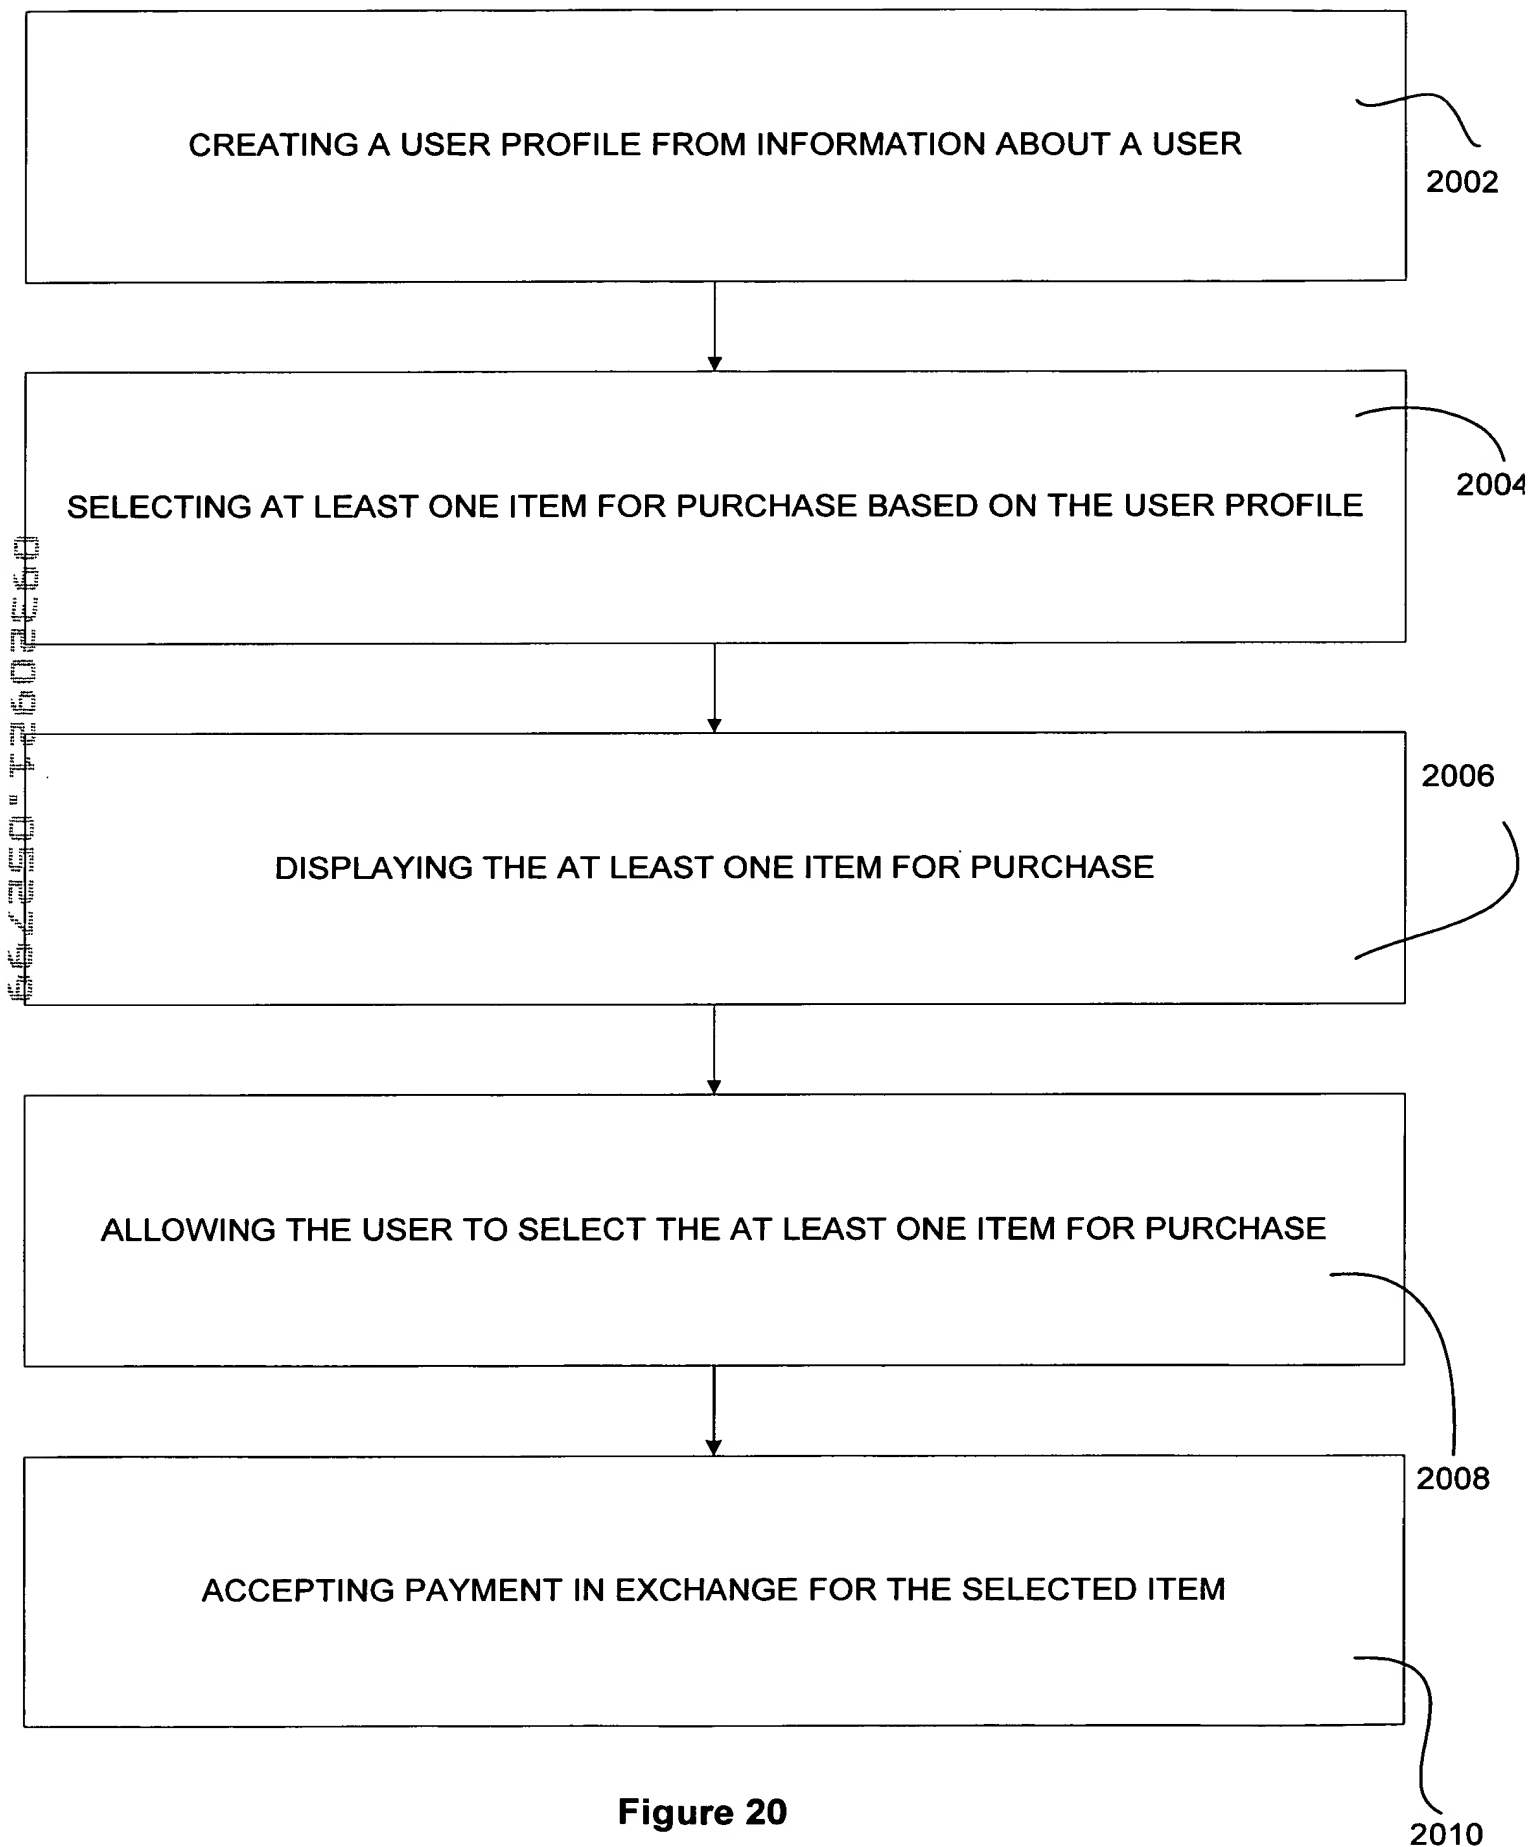 CREATING A USER PROFILE FROM INFORMATION ABOUT A USER
2002
SELECTING AT LEAST ONE ITEM FOR PURCHASE BASED ON THE USER PROFILE
2004
DISPLAYING THE AT LEAST ONE ITEM FOR PURCHASE
2006
ALLOWING THE USER TO SELECT THE AT LEAST ONE ITEM FOR PURCHASE
2008
ACCEPTING PAYMENT IN EXCHANGE FOR THE SELECTED ITEM
2010
Figure 20